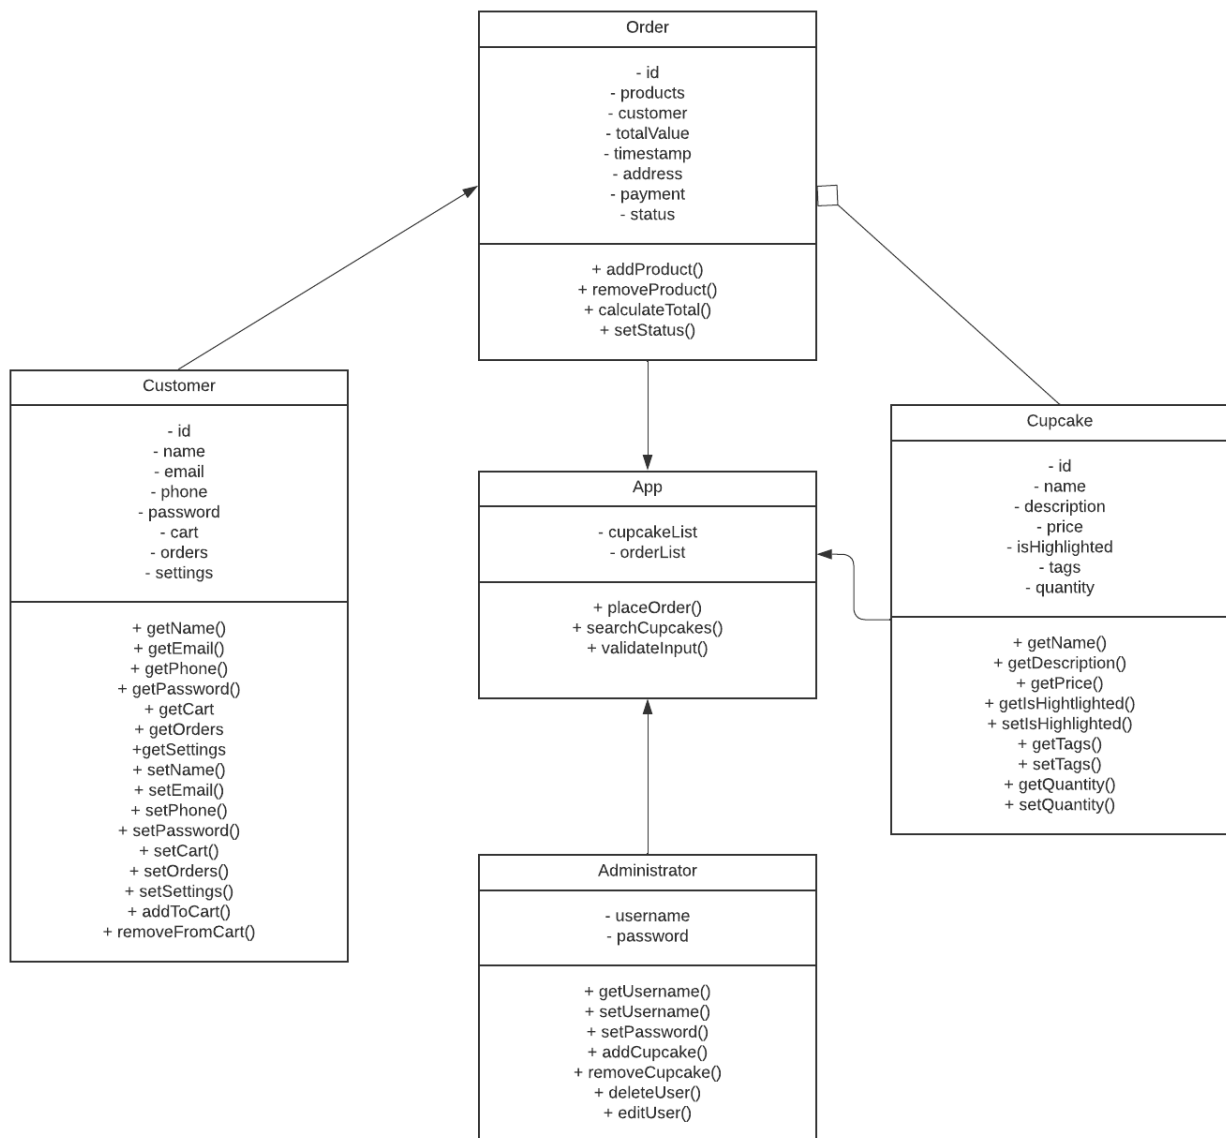 Order
- id
- products
- customer
- totalValue
- timestamp
- address
- payment
- status
+ addProduct()
+ removeProduct()
+ calculateTotal()
+ setStatus()
Customer
- id
- name
- email
- phone
- password
- cart
- orders
- settings
+ getName()
+ getEmail()
+ getPhone()
+ getPassword()
+ getCart
+ getOrders
+getSettings
+ setName()
+ setEmail()
+ setPhone()
+ setPassword()
+ setCart()
+ setOrders()
+ setSettings()
+ addToCart()
+ removeFromCart()
App
- cupcakeList
- orderList
+ placeOrder()
+ searchCupcakes()
+ validateInput()
Cupcake
- id
- name
- description
- price
- isHighlighted
- tags
- quantity
+ getName()
+ getDescription()
+ getPrice()
+ getIsHightlighted()
+ setIsHighlighted()
+ getTags()
+ setTags()
+ getQuantity()
+ setQuantity()
Administrator
- username
- password
+ getUsername()
+ setUsername()
+ setPassword()
+ addCupcake()
+ removeCupcake()
+ deleteUser()
+ editUser()